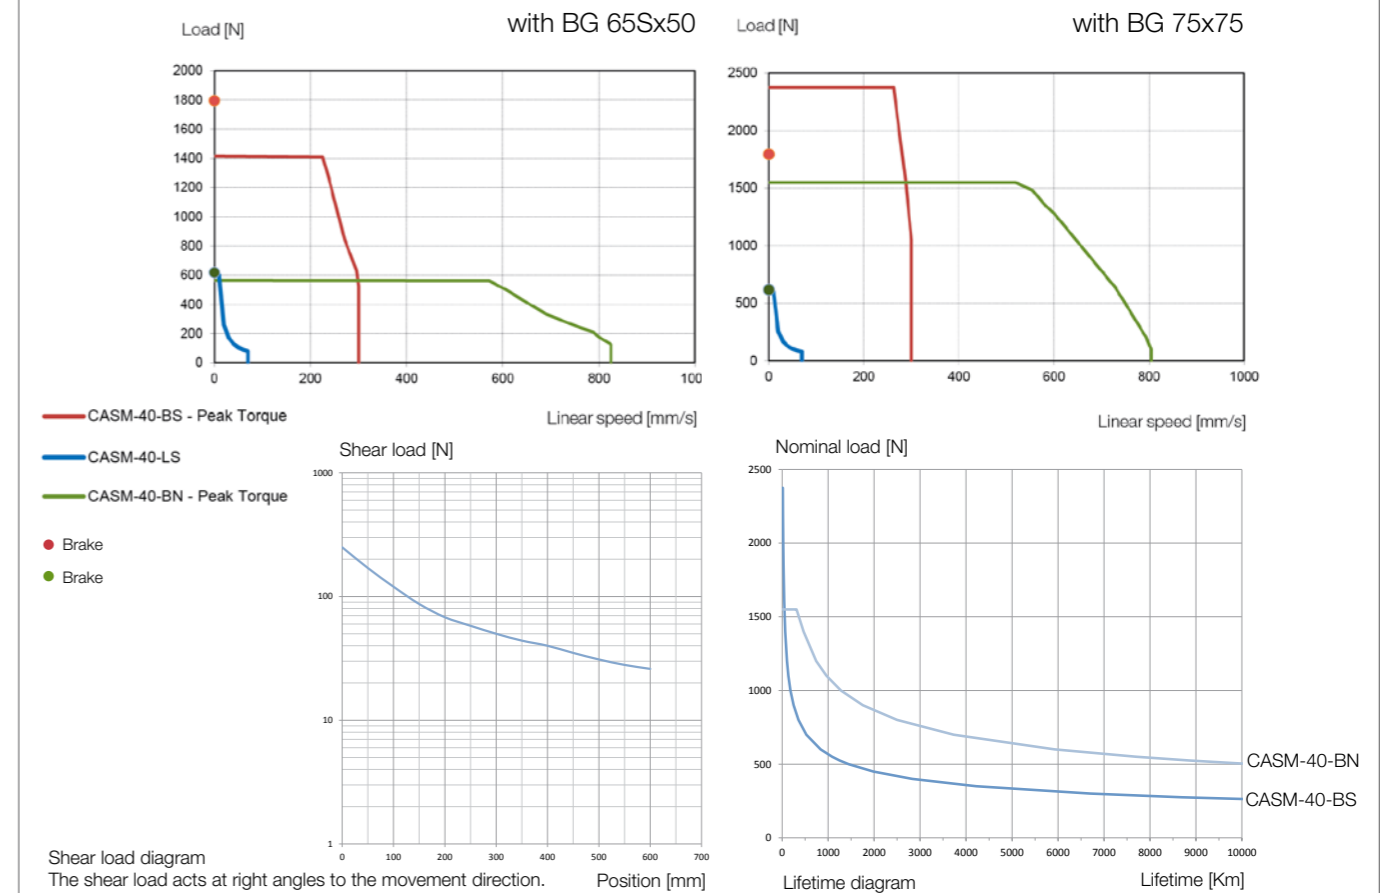 Load [N]
with BG 65Sx50
2000
1800
1600
1400
1200
1000
800
600
400
200
0
0 200 400 600 800 100
Linear speed [mm/s]
Load [N]
with BG 75x75
2500
2000
1500
1000
500
0
0 200 400 600 800 1000
Linear speed [mm/s]
CASM-40-BS - Peak Torque
CASM-40-LS
CASM-40-BN - Peak Torque
Brake
Brake
Shear load [N]
1000
100
10
1
0 100 200 300 400 500 600 700
Position [mm]
Shear load diagram
The shear load acts at right angles to the movement direction.
Nominal load [N]
2500
2000
1500
1000
500
0
CASM-40-BN
CASM-40-BS
0 1000 2000 3000 4000 5000 6000 7000 8000 9000 10000
Lifetime diagram
Lifetime [Km]